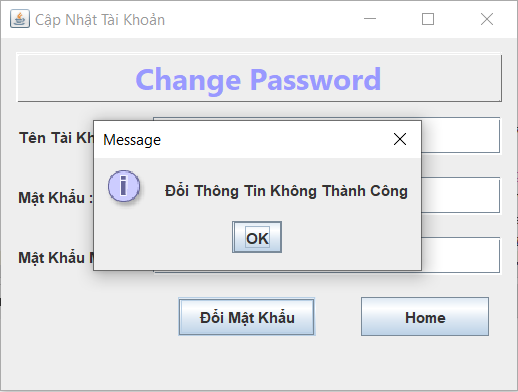 Cập Nhật Tài Khoản
Change Password
Tên Tài Kh
Message
Đổi Thông Tin Không Thành Công
Mật Khẩu :
OK
Mật Khẩu
Đổi Mật Khẩu
Home